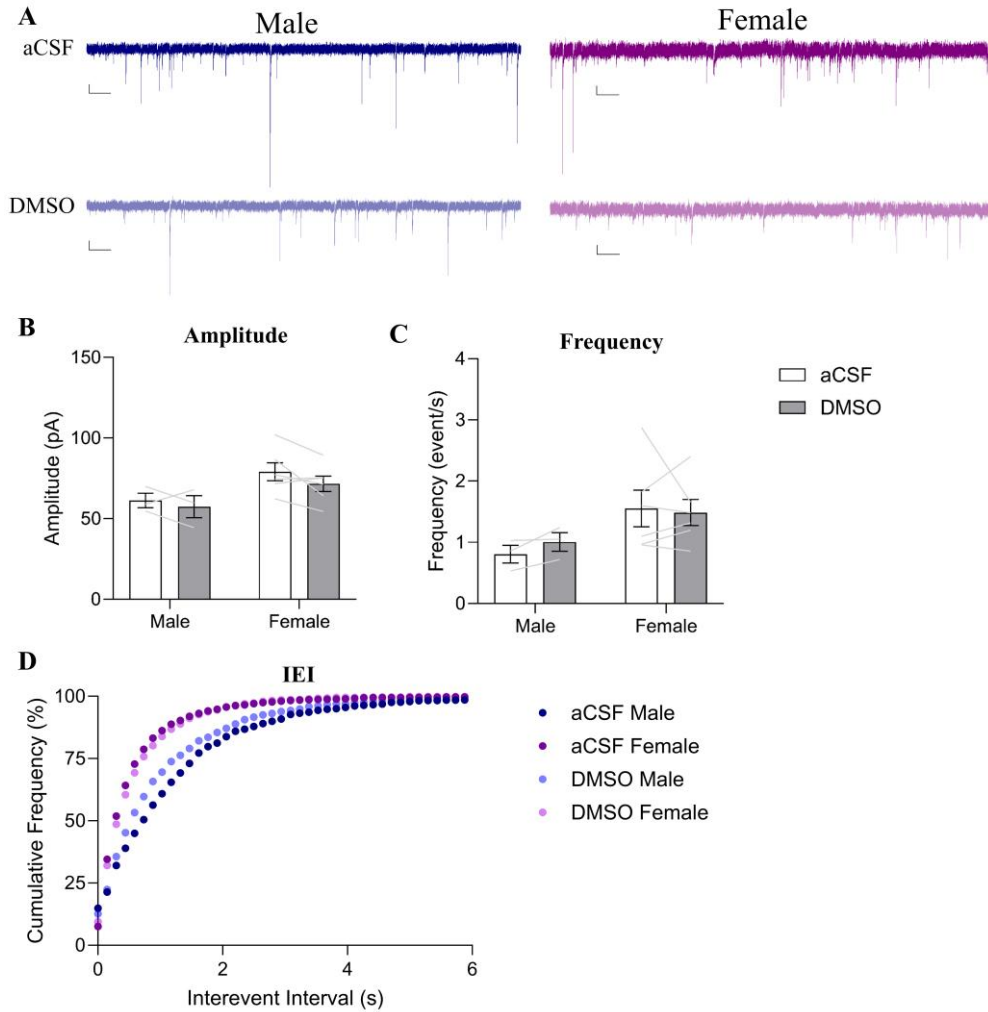 A
Male
Female
aCSF
DMSO
B
Amplitude
150
100
50
0
Amplitude (pA)
Male
Female
C
Frequency
4
3
2
1
0
Frequency (event/s)
Male
Female
aCSF
DMSO
D
IEI
100
75
50
25
0
Cumulative Frequency (%)
0 2 4 6
Interevent Interval (s)
aCSF Male
aCSF Female
DMSO Male
DMSO Female